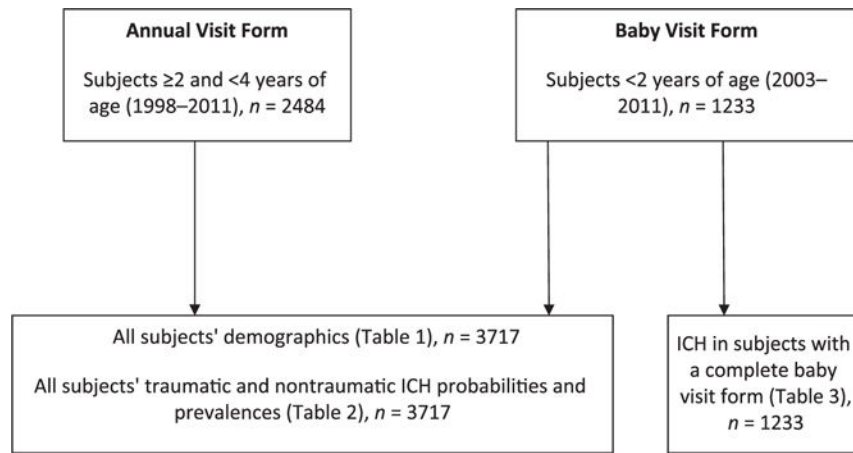 Annual Visit Form
Subjects ≥2 and <4 years of
age (1998–2011), n = 2484
Baby Visit Form
Subjects <2 years of age (2003–
2011), n = 1233
All subjects' demographics (Table 1), n = 3717
All subjects' traumatic and nontraumatic ICH probabilities and
prevalences (Table 2), n = 3717
ICH in subjects with
a complete baby
visit form (Table 3),
n = 1233